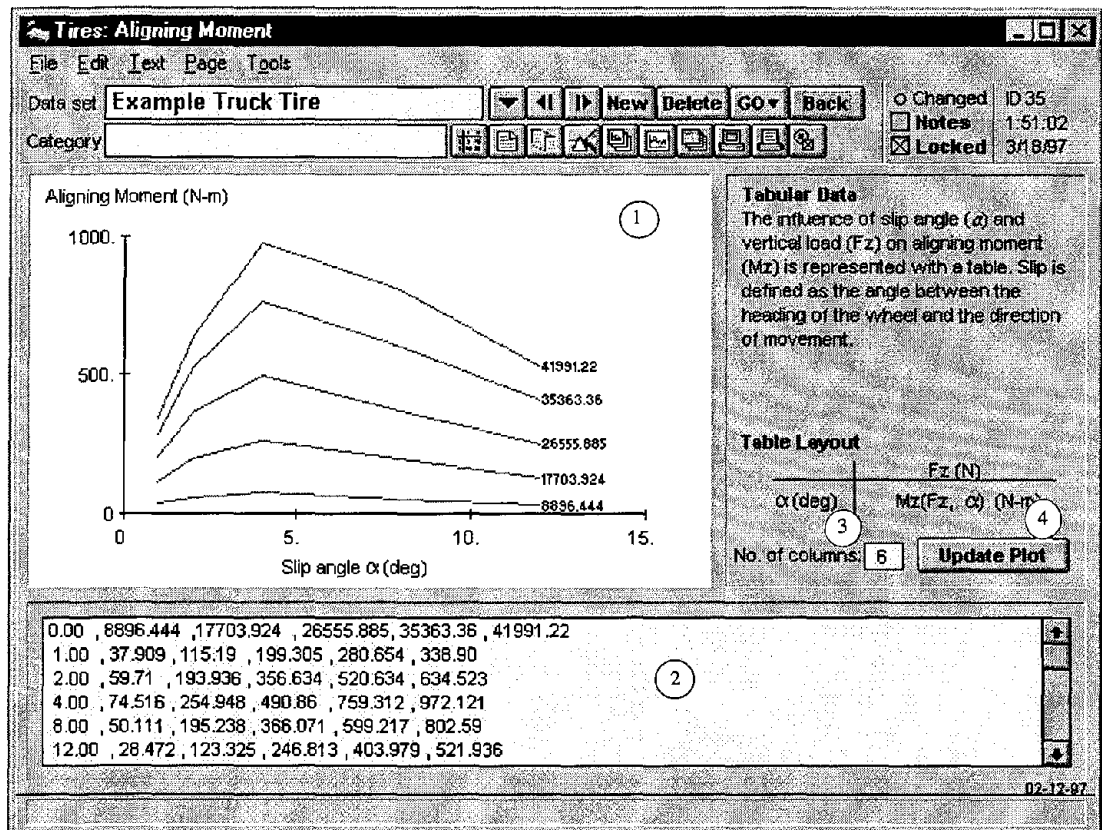 Tires: Aligning Moment
File Edit Text Page Tools
Data set Example Truck Tire New Delete GO Back
Category
Changed ID 35
Notes 1:51:02
Locked 3/18/97
Aligning Moment (N-m)
1
1000.
500.
0
0 5. 10. 15.
Slip angle α (deg)
41991.22
35363.36
26555.885
17703.924
8896.444
Tabular Data
The influence of slip angle (α) and
vertical load (Fz) on aligning moment
(Mz) is represented with a table. Slip is
defined as the angle between the
heading of the wheel and the direction
of movement.
Table Layout
Fz (N)
α (deg) Mz(Fz, α) (N-m)
3 4
No. of columns: 6 Update Plot
0.00 ,8896.444 ,17703.924 , 26555.885, 35363.36 , 41991.22
1.00 , 37.909 , 115.19 , 199.305 , 280.654 , 338.90
2.00 , 59.71 , 193.936 , 356.634 , 520.634 , 634.523
4.00 , 74.516 , 254.948 , 490.86 , 759.312 , 972.121
8.00 , 50.111 , 195.238 , 366.071 , 599.217 , 802.59
12.00 , 28.472 , 123.325 , 246.813 , 403.979 , 521.936
2
02-12-97